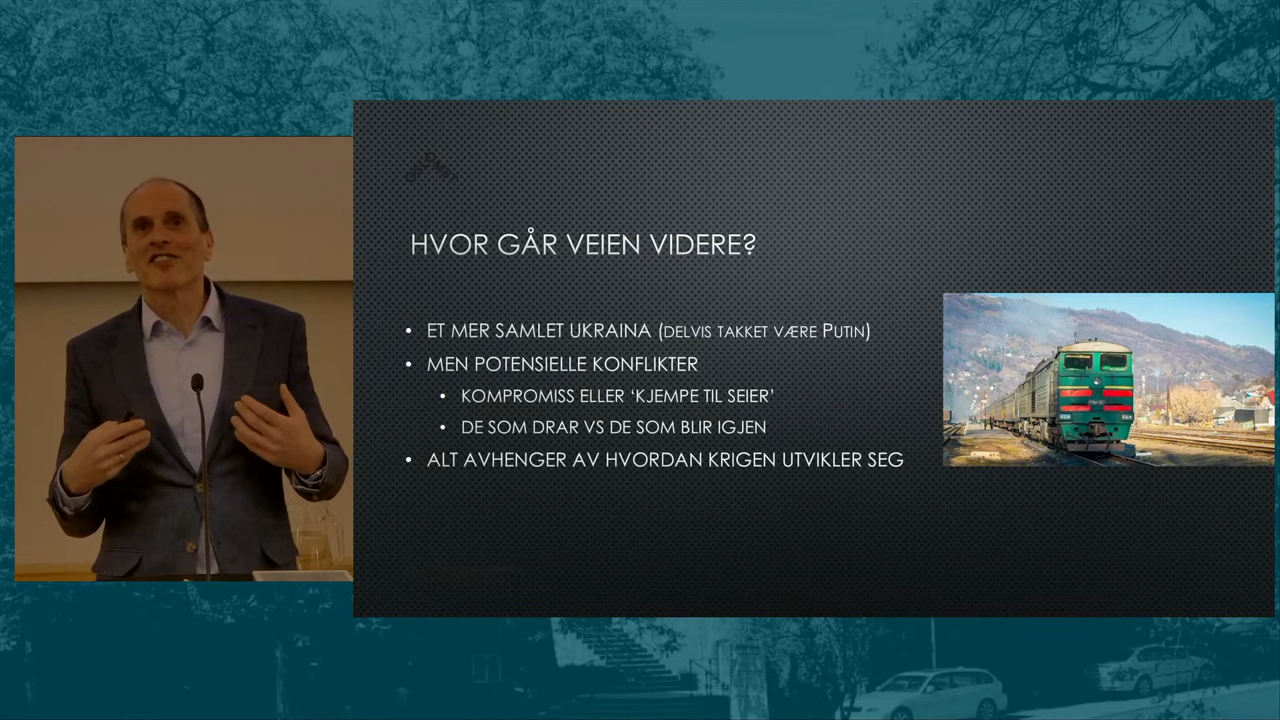 HVOR GÅR VEIEN VIDERE?
• ET MER SAMLET UKRAINA (DELVIS TAKKET VÆRE PUTIN)
• MEN POTENSIELLE KONFLIKTER
• KOMPROMISS ELLER ‘KJEMPE TIL SEIER’
• DE SOM DRAR VS DE SOM BLIR IGJEN
• ALT AVHENGER AV HVORDAN KRIGEN UTVIKLER SEG